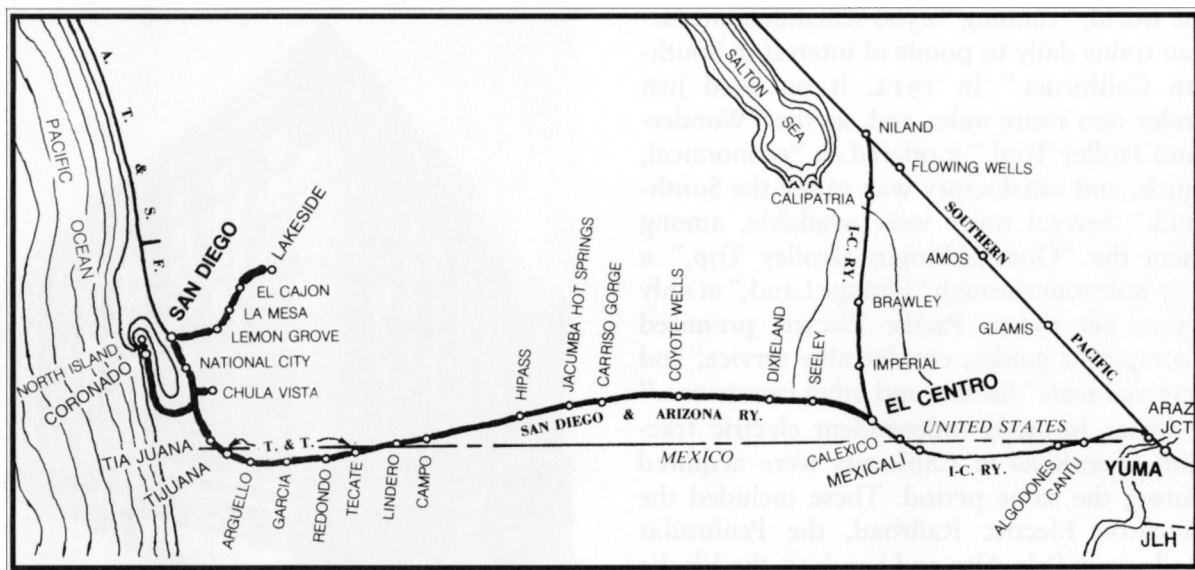 A. T. & S. F.
PACIFIC
OCEAN
SAN DIEGO
LAKESIDE
EL CAJON
LA MESA
LEMON GROVE
NATIONAL CITY
CHULA VISTA
NORTH ISLAND
CORONADO
TIA JUANA
TIJUANA
T. & T.
ARGUELLO
GARCIA
REDONDO
TECATE
LINDERO
CAMPO
HIPASS
JACUMBA HOT SPRINGS
CARRISO GORGE
COYOTE WELLS
DIXIELAND
SEELEY
SAN DIEGO & ARIZONA RY.
SALTON
SEA
NILAND
FLOWING WELLS
CALIPATRIA
I.-C. RY.
AMOS
BRAWLEY
GLAMIS
IMPERIAL
SOUTHERN
PACIFIC
EL CENTRO
UNITED STATES
MEXICO
CALEXICO
MEXICALI
I.-C. RY.
ALGODONES
CANTU
ARAZ
JCT.
YUMA
JLH